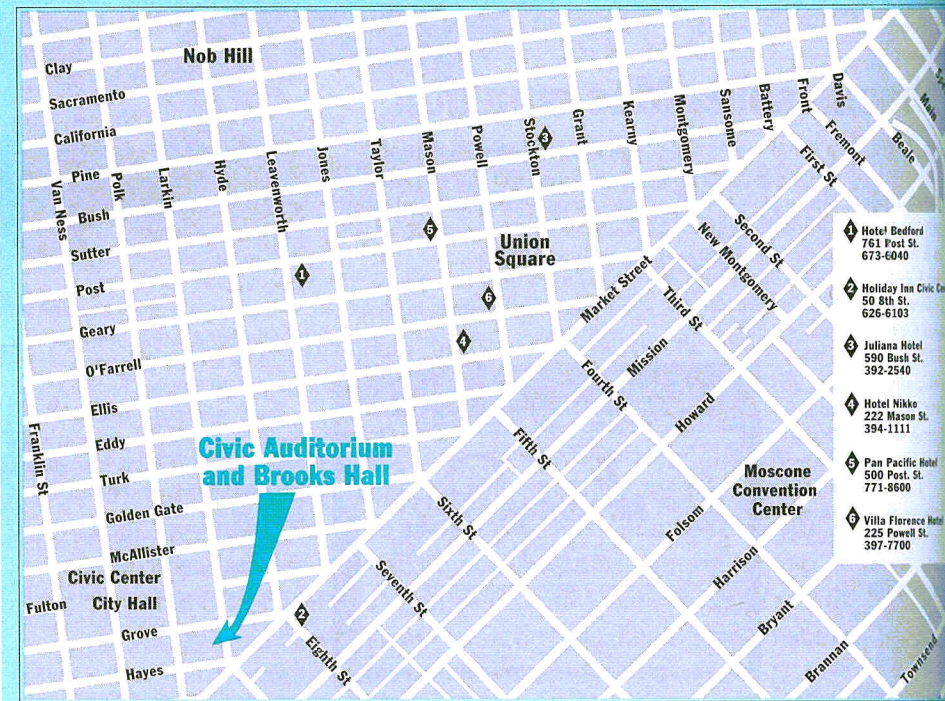 Nob Hill
Clay
Sacramento
California
Pine
Bush
Sutter
Post
Geary
O'Farrell
Ellis
Eddy
Turk
Golden Gate
McAllister
Fulton
Grove
Hayes
Franklin St
Van Ness
Polk
Larkin
Hyde
Leavenworth
Jones
Taylor
Mason
Powell
Stockton
Grant
Kearny
Montgomery
Sansome
Battery
Front
Davis
Fremont
Beale
Main
First St
Second St
New Montgomery
Third St
Market Street
Mission
Fourth St
Howard
Fifth St
Folsom
Sixth St
Harrison
Seventh St
Bryant
Eighth St
Brannan
Townsend
Union
Square
Moscone
Convention
Center
Civic Auditorium
and Brooks Hall
Civic Center
City Hall
1
2
3
4
5
6
1 Hotel Bedford
761 Post St.
673-6040
2 Holiday Inn Civic
50 8th St.
626-6103
3 Juliana Hotel
590 Bush St.
392-2540
4 Hotel Nikko
222 Mason St.
394-1111
5 Pan Pacific Hotel
500 Post. St.
771-8600
6 Villa Florence
225 Powell St.
397-7700